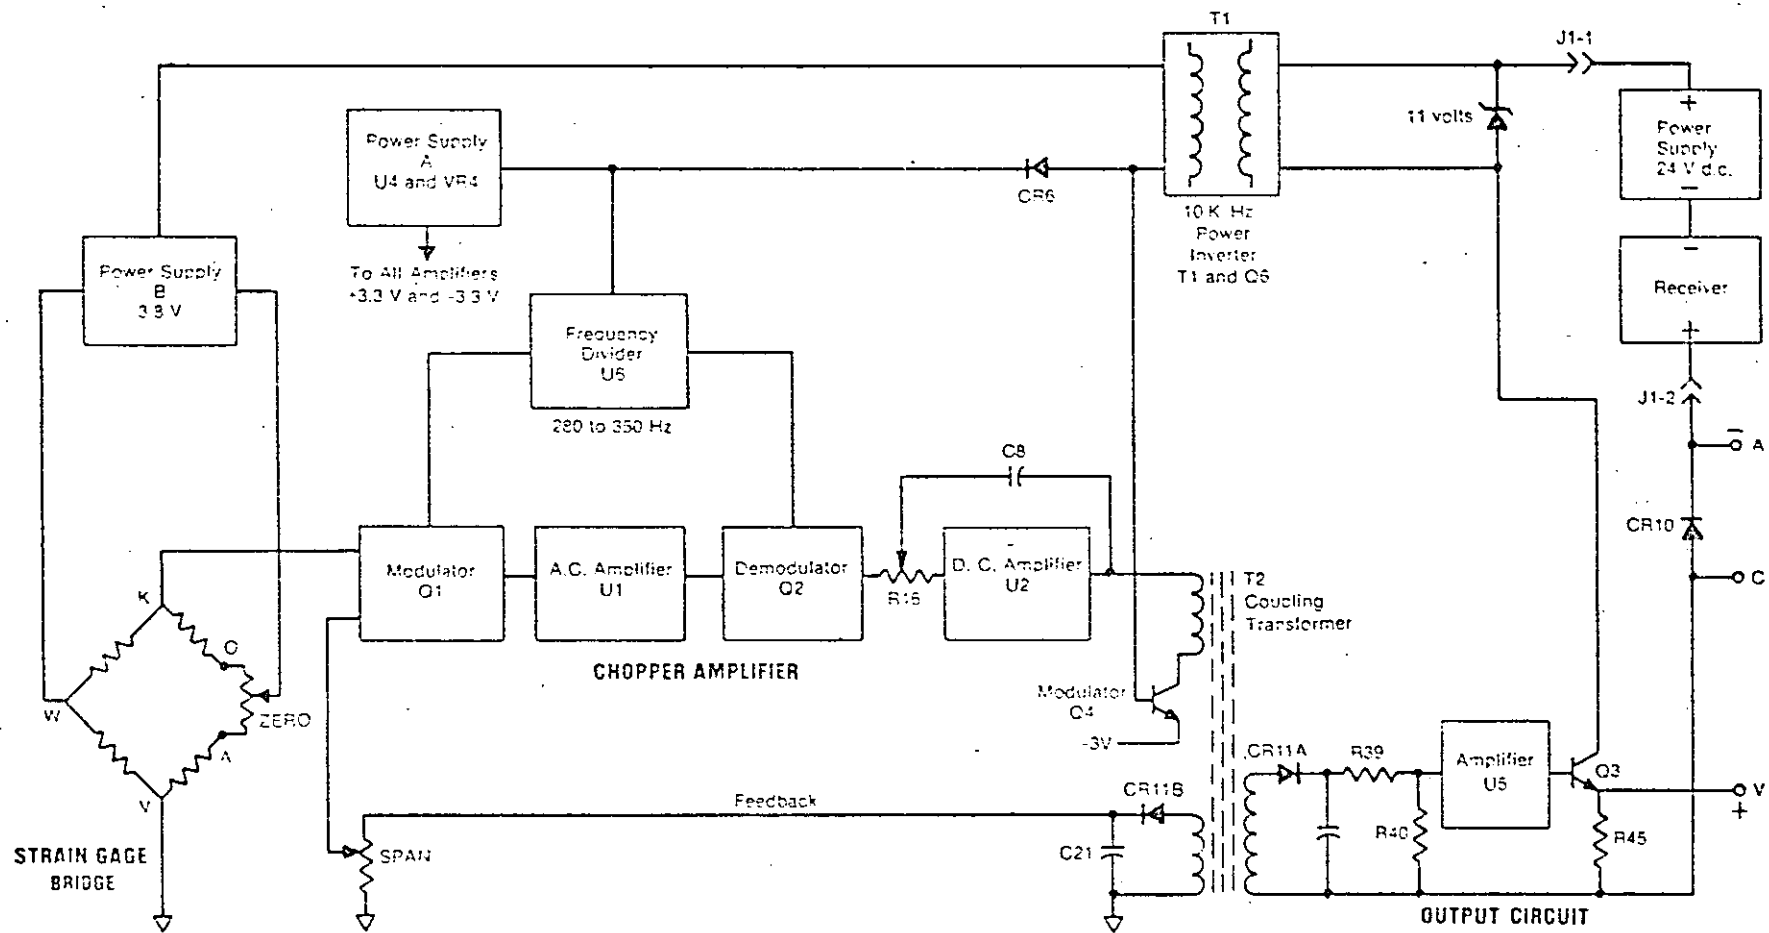 T1
J1-1
11 volts
+
Power
Supply
24 V d.c.
−
Power Supply
A
U4 and VR4
CR6
10 K Hz
Power
Inverter
T1 and Q5
−
Receiver
+
To All Amplifiers
+3.3 V and -3.3 V
Power Supply
B
3.3 V
Frequency
Divider
U6
280 to 350 Hz
J1-2
− A
C8
CR10
C
Modulator
Q1
A.C. Amplifier
U1
Demodulator
Q2
R16
D. C. Amplifier
U2
T2
Coupling
Transformer
K
C
W
ZERO
A
V
CHOPPER AMPLIFIER
Modulator
Q4
-3V
CR11A
R39
Amplifier
U5
Q3
V
+
Feedback
CR11B
R40
R45
SPAN
C21
STRAIN GAGE
BRIDGE
OUTPUT CIRCUIT